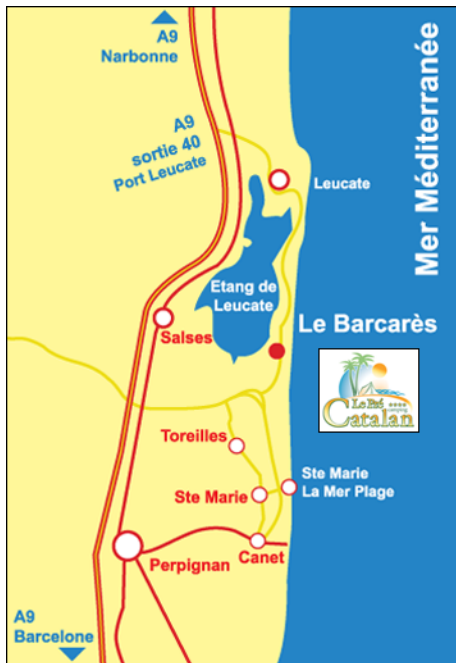 A9
Narbonne
Mer Méditerranée
A9
sortie 40
Port Leucate
Leucate
Etang de
Leucate
Le Barcarès
Salses
Le Pré
camping
Catalan
Toreilles
Ste Marie
La Mer Plage
Ste Marie
Canet
Perpignan
A9
Barcelone